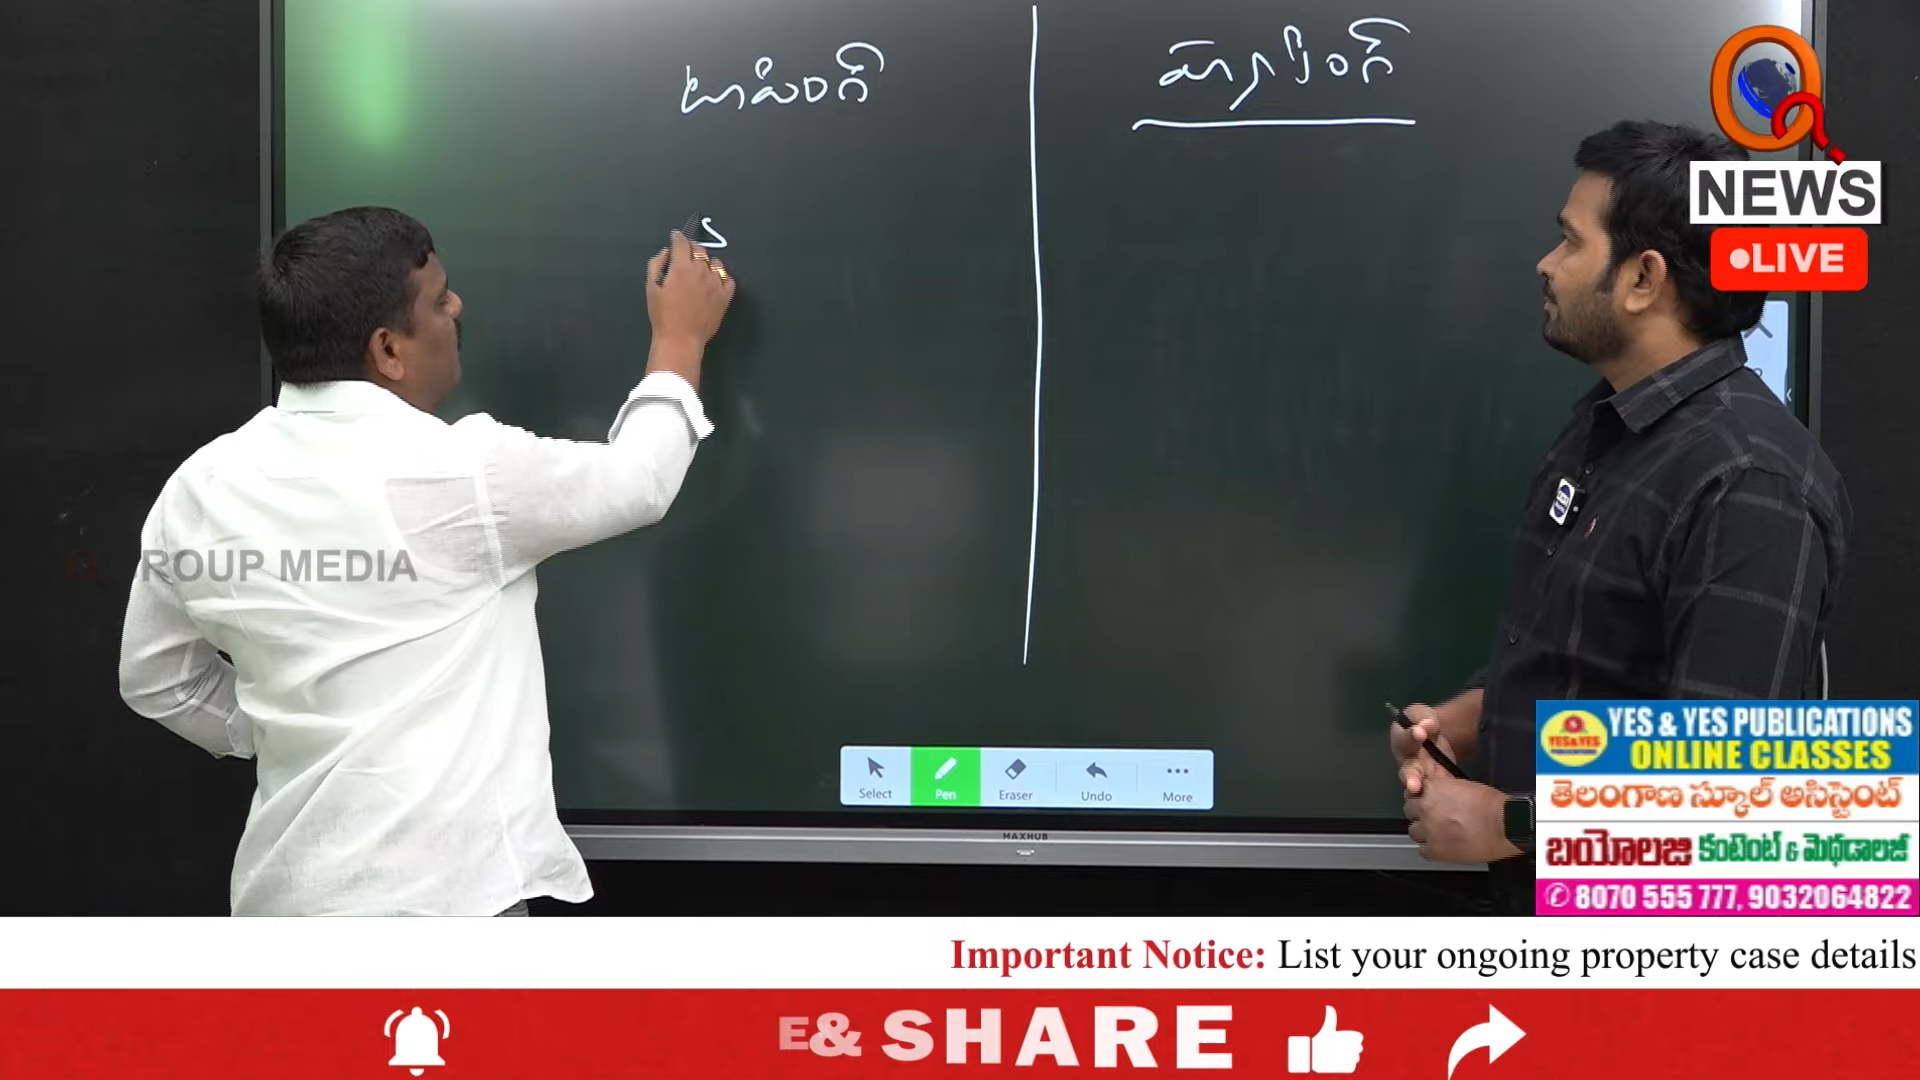 టైపింగ్
Q
NEWS
LIVE
GROUP MEDIA
Select
Pen
Eraser
Undo
More
MAXHUB
YES & YES PUBLICATIONS
ONLINE CLASSES
తెలంగాణ స్కూల్ అసిస్టెంట్
బయోలజి కంటెంట్ & మెథడాలజీ
8070 555 777, 9032064822
Important Notice: List your ongoing property case details
E& SHARE